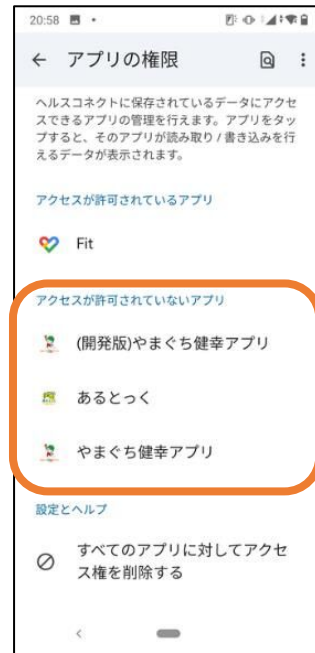 20:58
アプリの権限
ヘルスコネクトに保存されているデータにアクセ
スできるアプリの管理を行えます。アプリをタッ
プすると、そのアプリが読み取り / 書き込みを行
えるデータが表示されます。
アクセスが許可されているアプリ
Fit
アクセスが許可されていないアプリ
(開発版)やまぐち健幸アプリ
あるとっく
やまぐち健幸アプリ
設定とヘルプ
すべてのアプリに対してアクセ
ス権を削除する